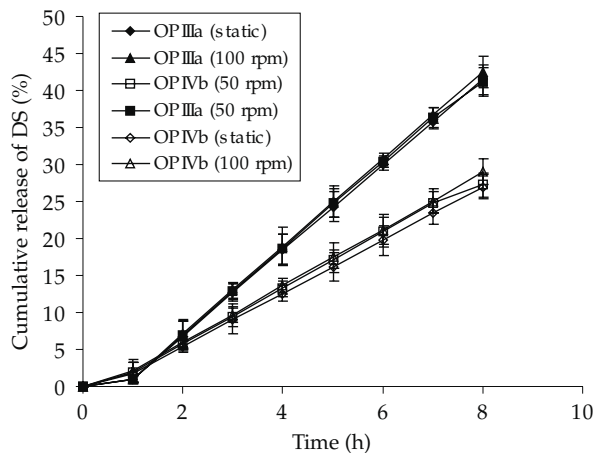 50
45
40
35
30
25
20
15
10
5
0
Cumulative release of DS (%)
OPIIIa (static)
OPIIIa (100 rpm)
OPIVb (50 rpm)
OPIIIa (50 rpm)
OPIVb (static)
OPIVb (100 rpm)
0 2 4 6 8 10
Time (h)